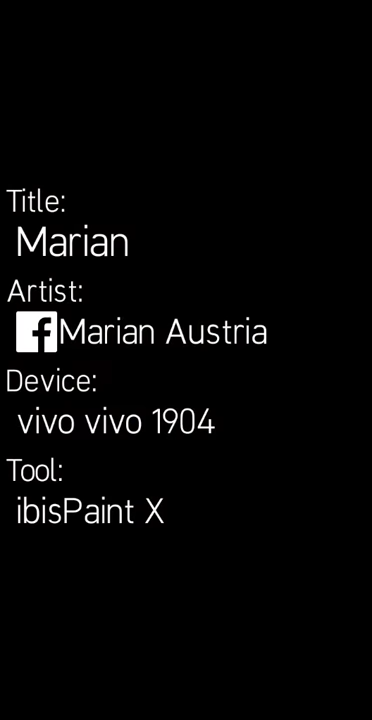 Title:
Marian
Artist:
Marian Austria
Device:
vivo vivo 1904
Tool:
ibisPaint X